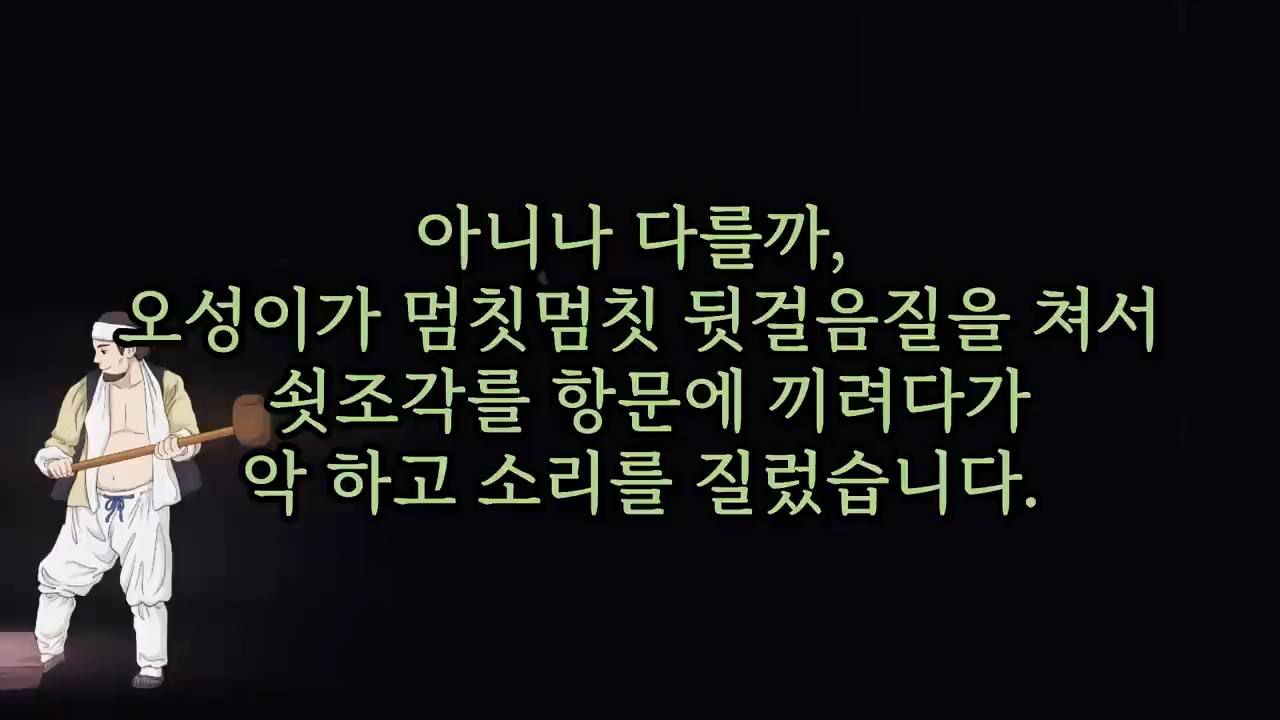 아니나 다를까,
오성이가 멈칫멈칫 뒷걸음질을 쳐서
쇳조각를 항문에 끼려다가
악 하고 소리를 질렀습니다.